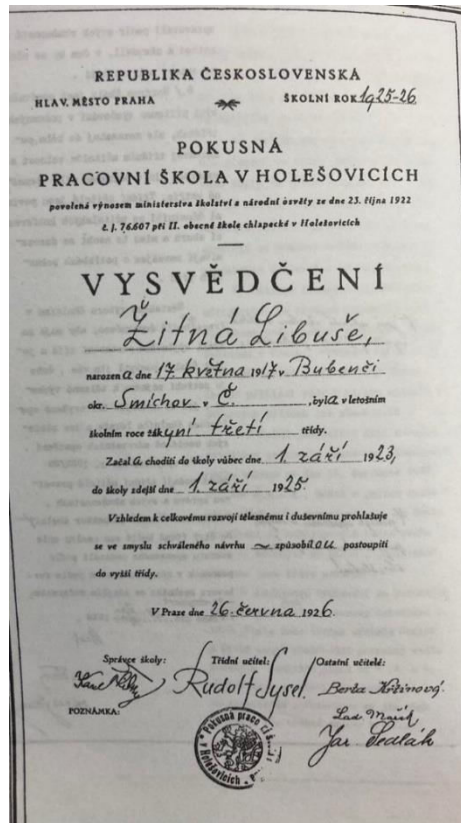 REPUBLIKA ČESKOSLOVENSKÁ
HLAV. MĚSTO PRAHA ŠKOLNÍ ROK 1925-26
POKUSNÁ
PRACOVNÍ ŠKOLA V HOLEŠOVICÍCH
povolená výnosem ministerstva školství a národní osvěty ze dne 23. října 1922
č. j. 76.607 při II. obecné škole chlapecké v Holešovicích
VYSVĚDČENÍ
Žitná Libuše,
narozena dne 17 května 1917 v Bubenči
okr. Smíchov v Č. , byla v letošním
školním roce žákyní třetí třídy.
Začala choditi do školy vůbec dne 1. září 1923,
do školy zdejší dne 1. září 1925.
Vzhledem k celkovému rozvoji tělesnému i duševnímu prohlašuje
se ve smyslu schváleného návrhu ~ způsobilou postoupiti
do vyšší třídy.
V Praze dne 26. června 1926.
Správce školy: Třídní učitel: Ostatní učitelé:
Rudolf Sysel Berta
POZNÁMKA: Lad
Jar. Sedlák
Pokusná praco
v Holešovicích